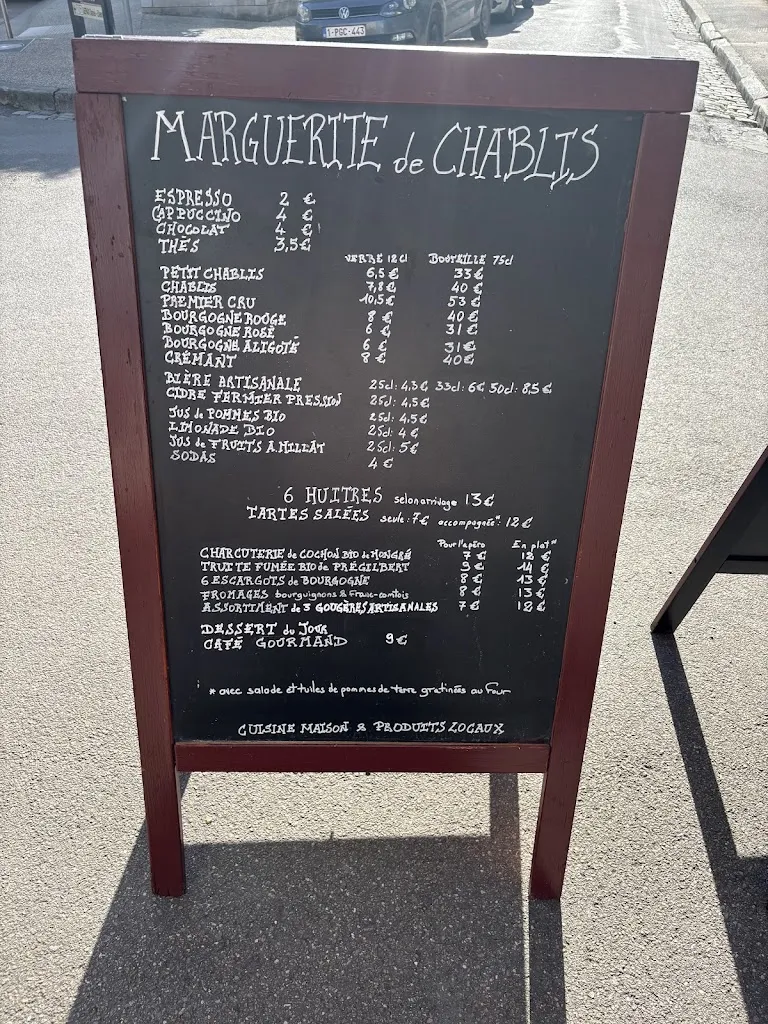 1-PGC-443
MARGUERITE de CHABLIS
ESPRESSO 2 €
CAPPUCCINO 4 €
CHOCOLAT 4 €
THÉS 3,5€
VERRE 12cl BOUTEILLE 75cl
PETIT CHABLIS 6,5€ 33€
CHABLIS 7,8€ 40 €
PREMIER CRU 10,5€ 53 €
BOURGOGNE ROUGE 8 € 40€
BOURGOGNE ROSÉ 6 € 31€
BOURGOGNE ALIGOTÉ 6 € 31€
CRÉMANT 8 € 40€
BIÈRE ARTISANALE 25cl: 4,3€ 33cl: 6€ 50cl: 8,5€
CIDRE FERMIER PRESSION 25cl: 4,5€
JUS de POMMES BIO 25cl: 4,5€
LIMONADE BIO 25cl: 4€
JUS de FRUITS A.MILLAT 25cl: 5€
SODAS 4 €
6 HUITRES selon arrivage 13€
TARTES SALÉES seule: 7€ accompagnée*: 12€
Pour l'apéro En plat*
CHARCUTERIE de COCHON BIO de MONGRÉ 7 € 12 €
TRUITE FUMÉE BIO de PRÉGILBERT 9€ 14 €
6 ESCARGOTS de BOURGOGNE 8 € 13 €
FROMAGES bourguignons & Franc-comtois 8 € 13€
ASSORTIMENT de 3 GOUGÈRES ARTISANALES 7€ 12€
DESSERT du JOUR
CAFÉ GOURMAND 9€
* avec salade et tuiles de pommes de terre gratinées au four
CUISINE MAISON & PRODUITS LOCAUX